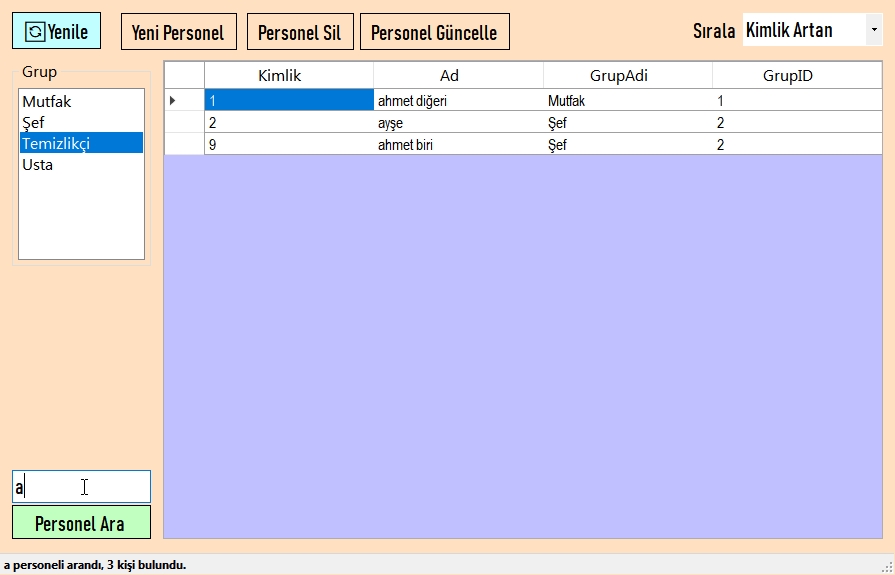 Yenile Yeni Personel Personel Sil Personel Güncelle Sırala Kimlik Artan
Grup
Mutfak
Şef
Temizlikçi
Usta
Kimlik Ad GrupAdi GrupID
1 ahmet diğeri Mutfak 1
2 ayşe Şef 2
9 ahmet biri Şef 2
a
Personel Ara
a personeli arandı, 3 kişi bulundu.